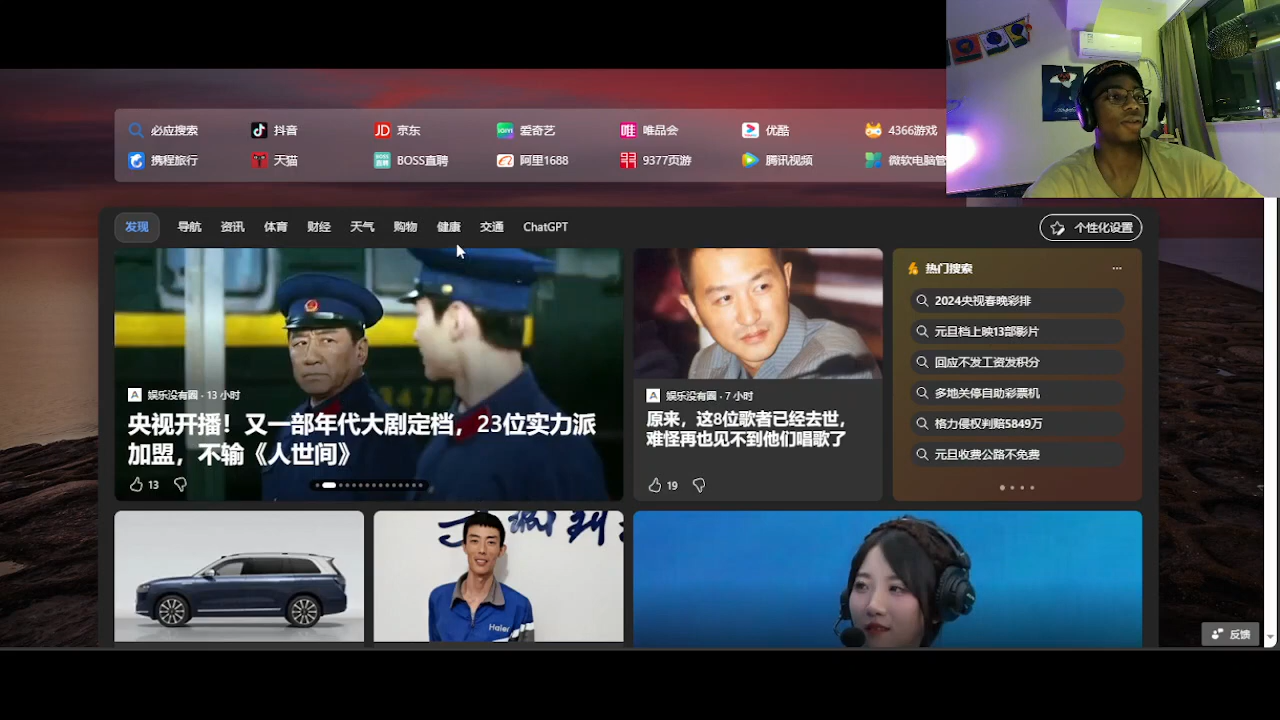 必应搜索
抖音
京东
爱奇艺
唯品会
优酷
4366游戏
携程旅行
天猫
BOSS直聘
阿里1688
9377页游
腾讯视频
微软电脑管
发现
导航
资讯
体育
财经
天气
购物
健康
交通
ChatGPT
个性化设置
娱乐没有圈 · 13 小时
央视开播！又一部年代大剧定档，23位实力派
加盟，不输《人世间》
13
娱乐没有圈 · 7 小时
原来，这8位歌者已经去世，
难怪再也见不到他们唱歌了
19
热门搜索
2024央视春晚彩排
元旦档上映13部影片
回应不发工资发积分
多地关停自助彩票机
格力侵权判赔5849万
元旦收费公路不免费
Haier
反馈